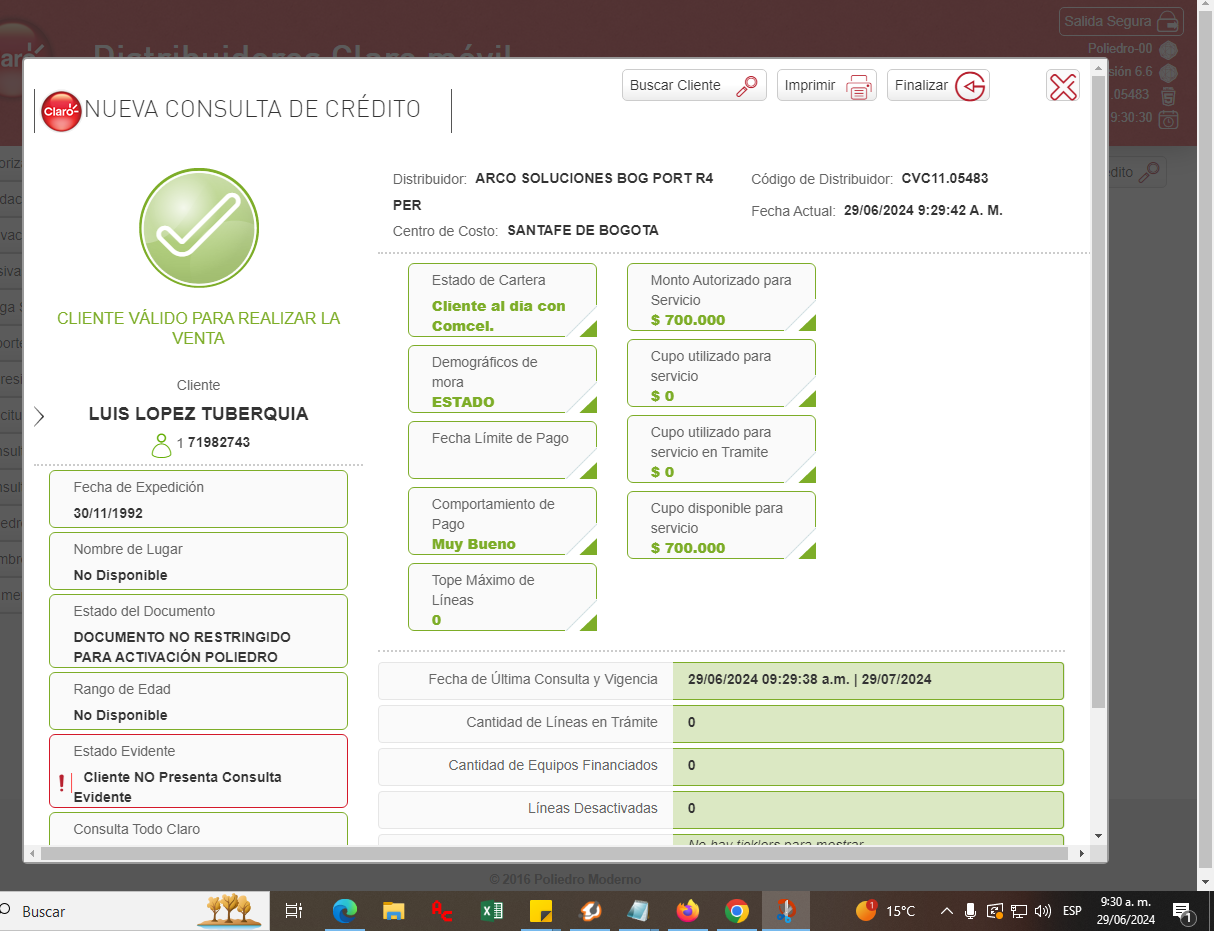 Salida Segura
Distribuidores Claro móvil
Poliedro-00
sión 6.6
.05483
9:30:30
Claro-
NUEVA CONSULTA DE CRÉDITO
Buscar Cliente
Imprimir
Finalizar
CLIENTE VÁLIDO PARA REALIZAR LA
VENTA
Cliente
LUIS LOPEZ TUBERQUIA
1 71982743
Fecha de Expedición
30/11/1992
Nombre de Lugar
No Disponible
Estado del Documento
DOCUMENTO NO RESTRINGIDO
PARA ACTIVACIÓN POLIEDRO
Rango de Edad
No Disponible
Estado Evidente
! Cliente NO Presenta Consulta
Evidente
Consulta Todo Claro
Distribuidor: ARCO SOLUCIONES BOG PORT R4
PER
Centro de Costo: SANTAFE DE BOGOTA
Código de Distribuidor: CVC11.05483
Fecha Actual: 29/06/2024 9:29:42 A. M.
Estado de Cartera
Cliente al dia con
Comcel.
Demográficos de
mora
ESTADO
Fecha Límite de Pago
Comportamiento de
Pago
Muy Bueno
Tope Máximo de
Líneas
0
Monto Autorizado para
Servicio
$ 700.000
Cupo utilizado para
servicio
$ 0
Cupo utilizado para
servicio en Tramite
$ 0
Cupo disponible para
servicio
$ 700.000
Fecha de Última Consulta y Vigencia 29/06/2024 09:29:38 a.m. | 29/07/2024
Cantidad de Líneas en Trámite 0
Cantidad de Equipos Financiados 0
Líneas Desactivadas 0
No hay ticklers para mostrar
édito
© 2016 Poliedro Moderno
Buscar
1
15°C
ESP
9:30 a. m.
29/06/2024
1